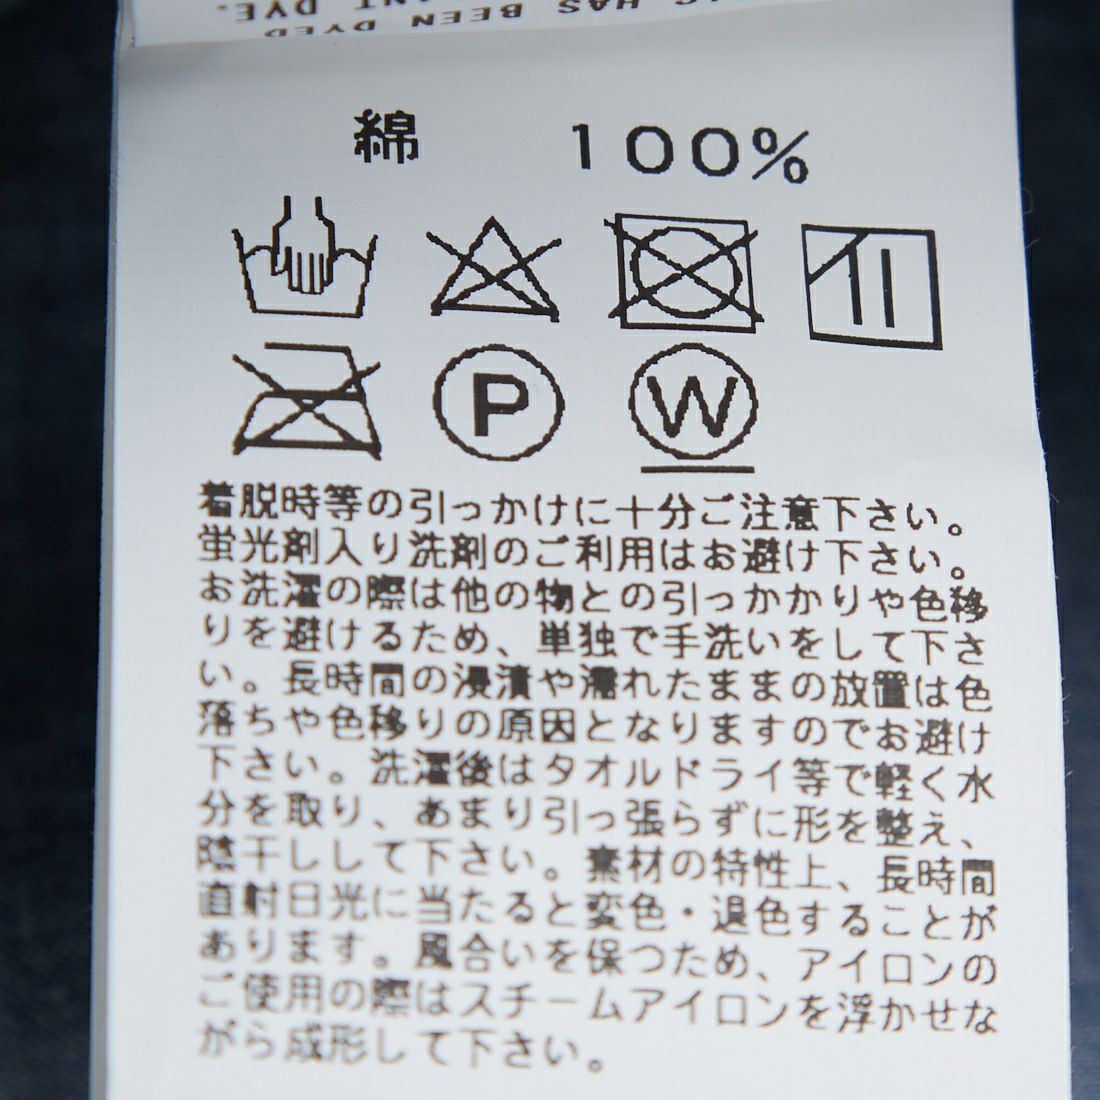 HAS BEEN DYED
ANT DYE.
綿 100%
P W
着脱時等の引っかけに十分ご注意下さい。
蛍光剤入り洗剤のご利用はお避け下さい。
お洗濯の際は他の物との引っかかりや色移
りを避けるため、単独で手洗いをして下さ
い。長時間の浸漬や濡れたままの放置は色
落ちや色移りの原因となりますのでお避け
下さい。洗濯後はタオルドライ等で軽く水
分を取り、あまり引っ張らずに形を整え、
陰干しして下さい。素材の特性上、長時間
直射日光に当たると変色・退色することが
あります。風合いを保つため、アイロンの
ご使用の際はスチームアイロンを浮かせな
がら成形して下さい。